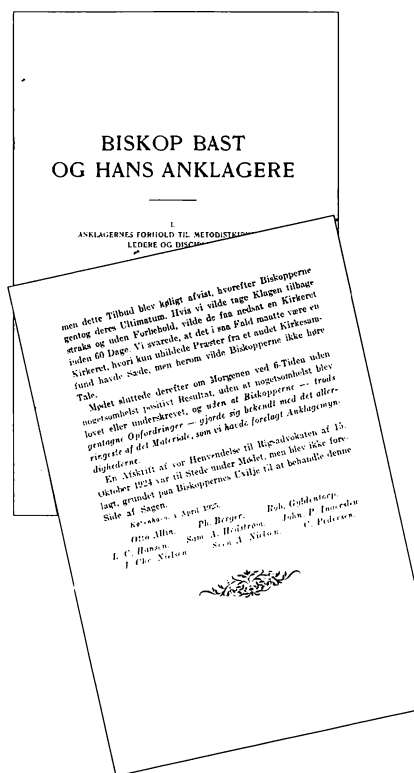 BISKOP BAST
OG HANS ANKLAGERE
I.
ANKLAGERNES FORHOLD TIL
LEDERE OG
men dette Tilbud blev køligt afvist, hvorefter Biskopperne
gentog deres Ultimatum. Hvis vi vilde tage Klagen tilbage
straks og uden Forbehold, vilde de faa nedsat en Kirkeret
inden 60 Dage. Vi svarede, at det i saa Fald maatte være en
Kirkeret, hvori kun uhildede Præster fra et andet Kirkesam-
fund havde Sæde, men herom vilde Biskopperne ikke høre
Tale.
Mødet sluttede derefter om Morgenen ved 6-Tiden uden
nogetsomhelst positivt Resultat, uden at nogetsomhelst blev
lovet eller underskrevet, og uden at Biskopperne — trods
gentagne Opfordringer — gjorde sig bekendt med det aller-
ringeste af det Materiale, som vi havde forelagt Anklagemyn-
dighederne.
En Afskrift af vor Henvendelse til Rigsadvokaten af 15.
Oktober 1924 var til Stede under Mødet, men blev ikke fore-
lagt, grundet paa Biskoppernes Uvilje til at behandle denne
Side af Sagen.
April 1925.
Otto Allin. Ph. Berger. Rob. Gyldentorp.
L. C. Hansen. Sam. A. Hedstrøm. John. P.
J. Chr. Nielsen. Sven A. Nielsen. C. Pedersen.